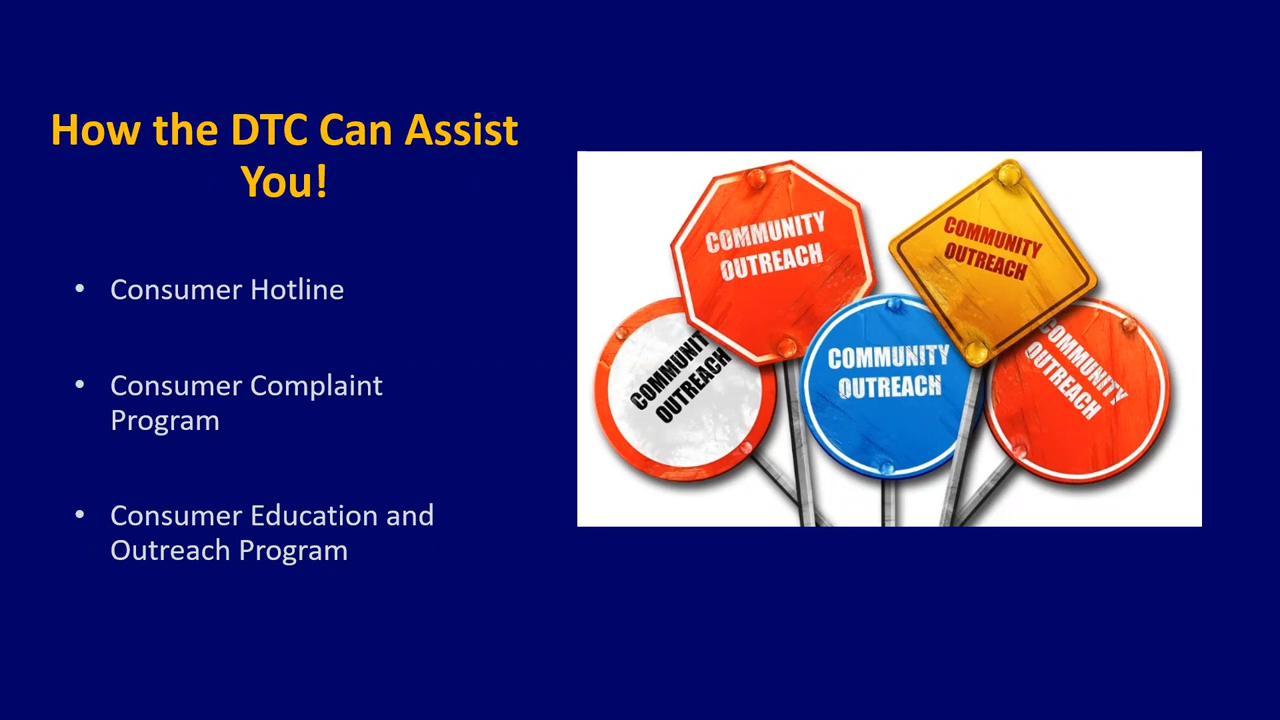 How the DTC Can Assist
You!
• Consumer Hotline
• Consumer Complaint
Program
• Consumer Education and
Outreach Program
COMMUNITY
OUTREACH
COMMUNITY
OUTREACH
COMMUNIT
OUTREACH
COMMUNITY
OUTREACH
COMMUNITY
OUTREACH